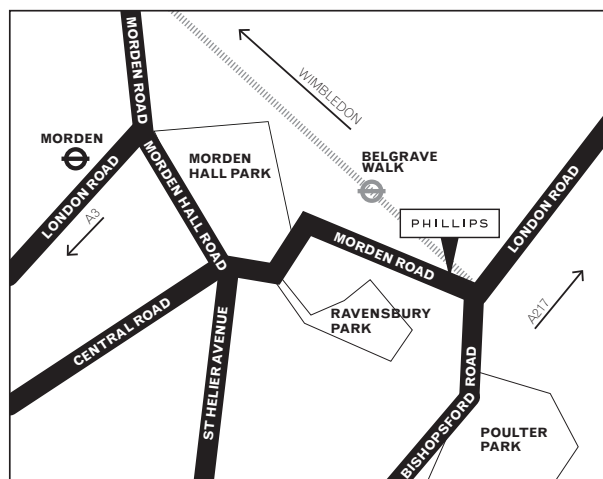 MORDEN ROAD
WIMBLEDON
MORDEN
LONDON ROAD
A3
MORDEN HALL ROAD
MORDEN
HALL PARK
BELGRAVE
WALK
PHILLIPS
LONDON ROAD
MORDEN ROAD
A217
RAVENSBURY
PARK
CENTRAL ROAD
ST HELIER AVENUE
BISHOPSFORD ROAD
POULTER
PARK